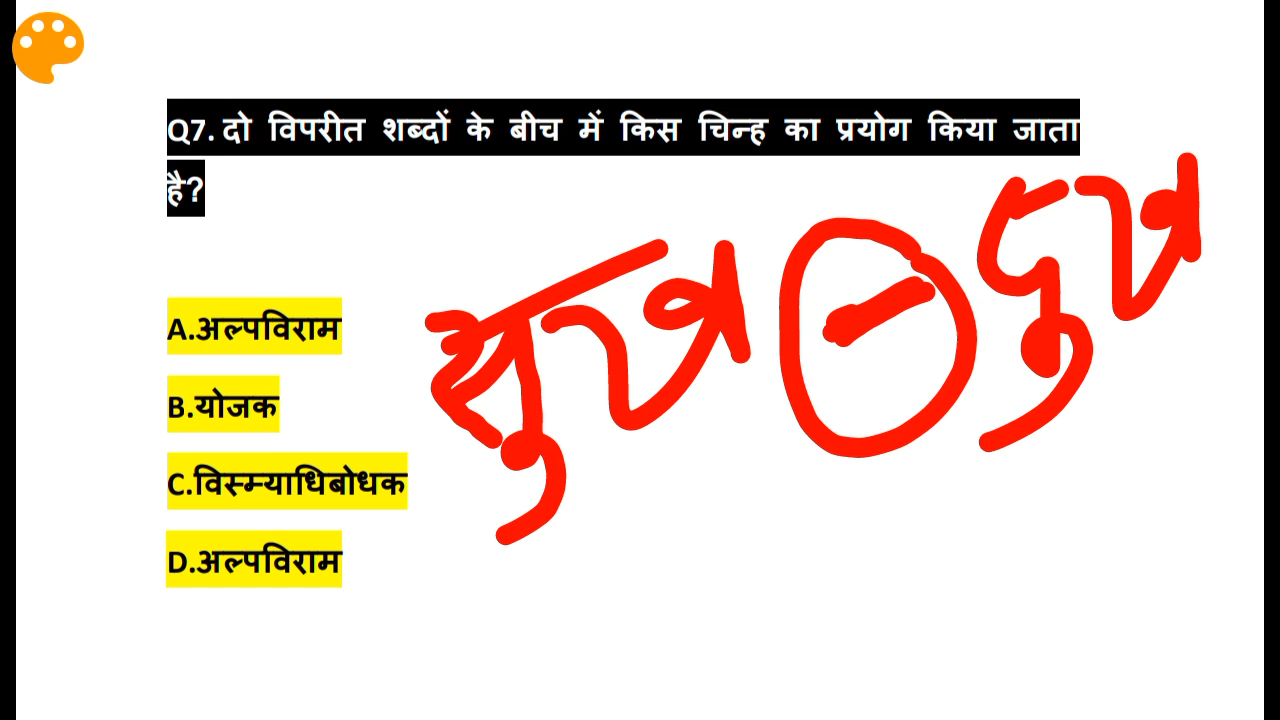 Q7. दो विपरीत शब्दों के बीच में किस चिन्ह का प्रयोग किया जाता
है?
सुख - दुख
A.अल्पविराम
B.योजक
C.विस्म्याधिबोधक
D.अल्पविराम